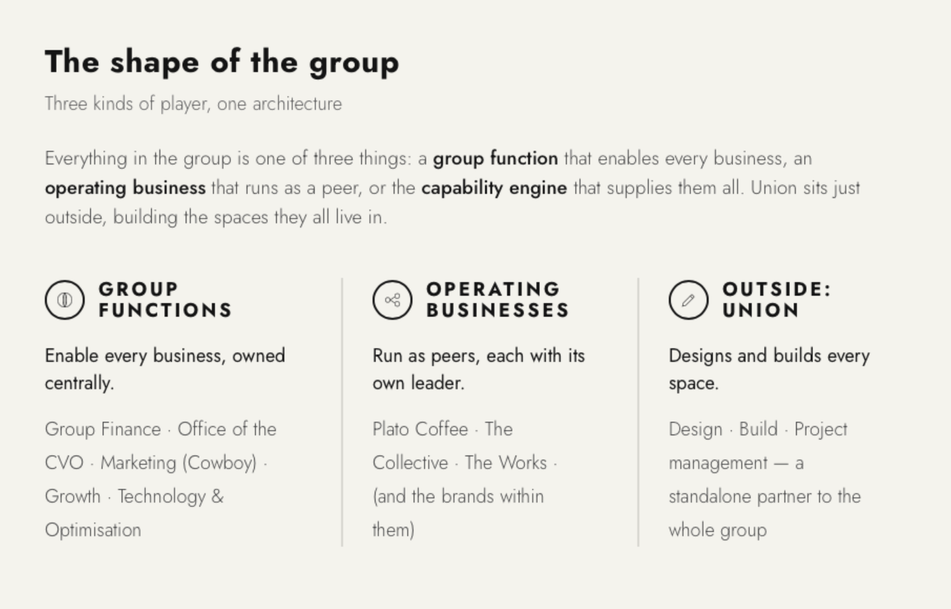 The shape of the group
Three kinds of player, one architecture
Everything in the group is one of three things: a group function that enables every business, an
operating business that runs as a peer, or the capability engine that supplies them all. Union sits just
outside, building the spaces they all live in.
GROUP
FUNCTIONS
Enable every business, owned
centrally.
Group Finance · Office of the
CVO · Marketing (Cowboy) ·
Growth · Technology &
Optimisation
OPERATING
BUSINESSES
Run as peers, each with its
own leader.
Plato Coffee · The
Collective · The Works ·
(and the brands within
them)
OUTSIDE:
UNION
Designs and builds every
space.
Design · Build · Project
management — a
standalone partner to the
whole group